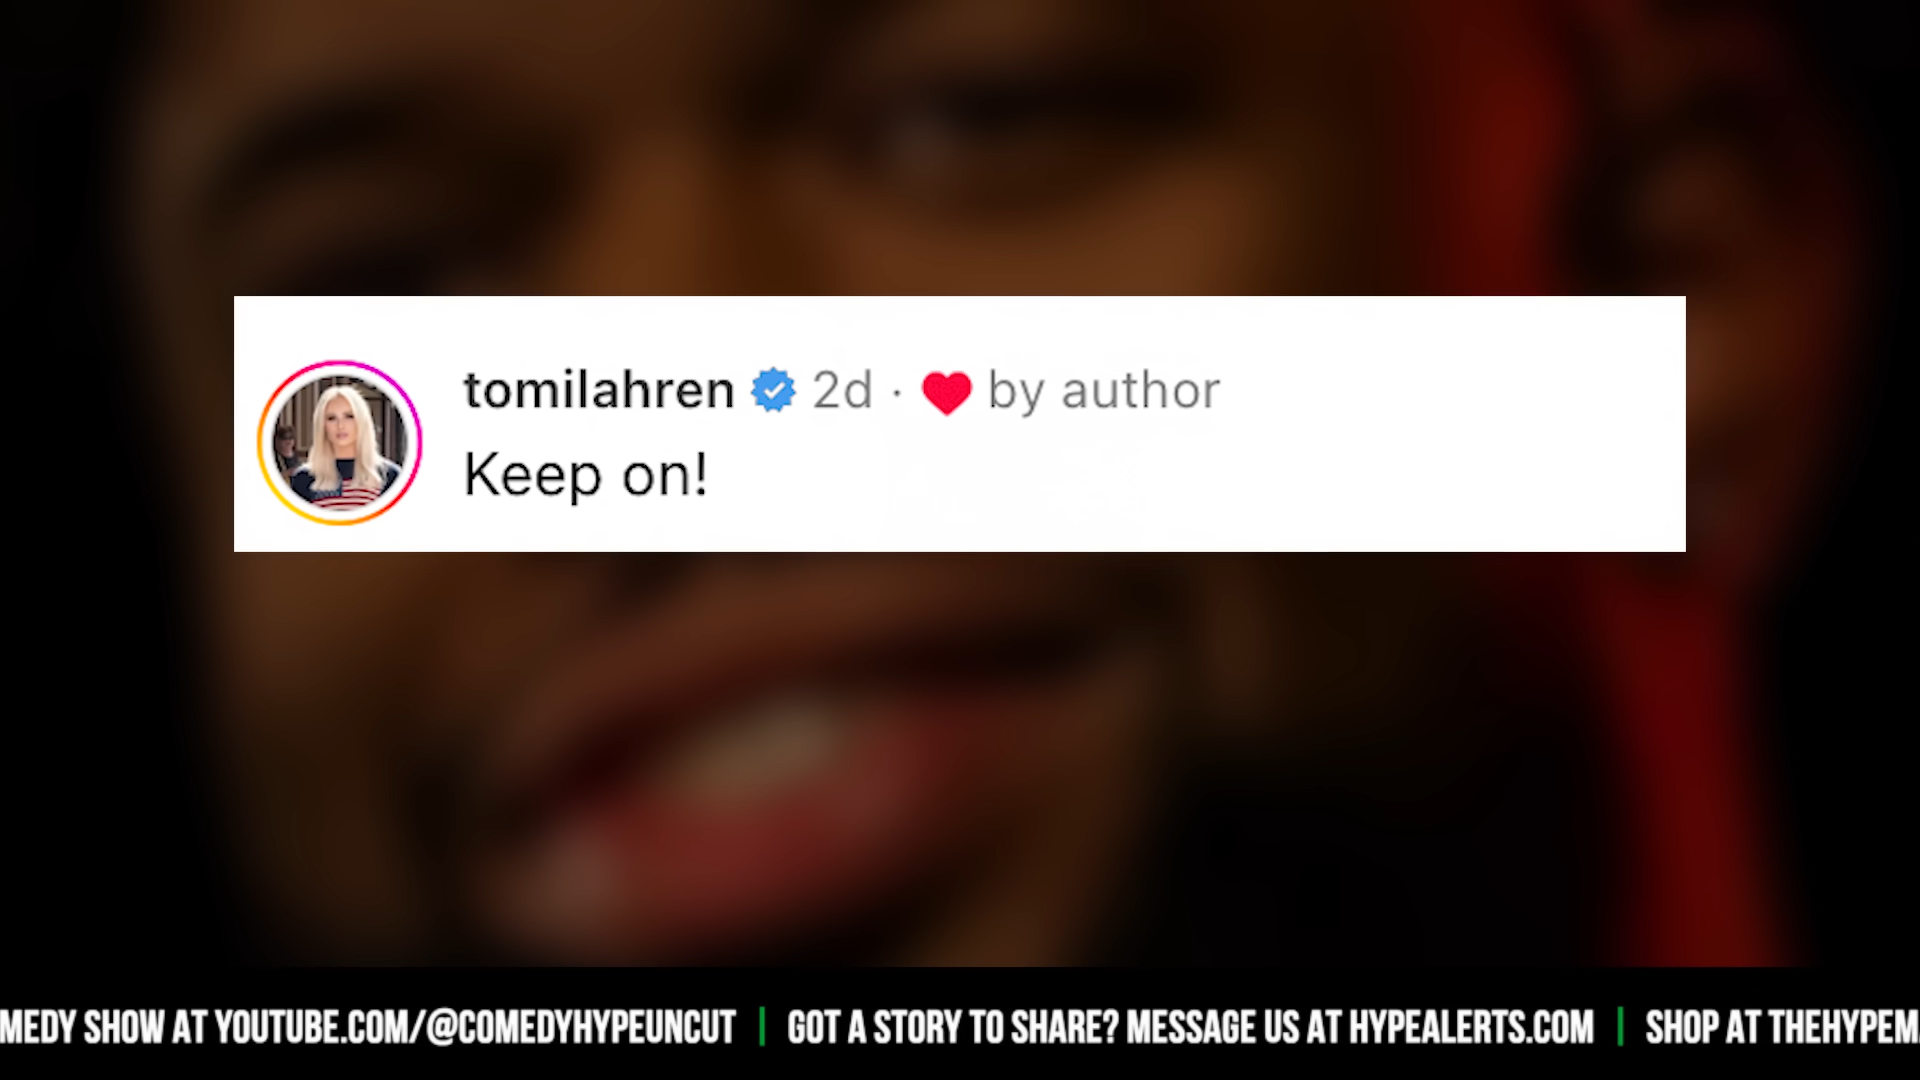 tomilahren 2d · by author
Keep on!
MEDY SHOW AT YOUTUBE.COM/@COMEDYHYPEUNCUT | GOT A STORY TO SHARE? MESSAGE US AT HYPEALERTS.COM | SHOP AT THEHYPEM